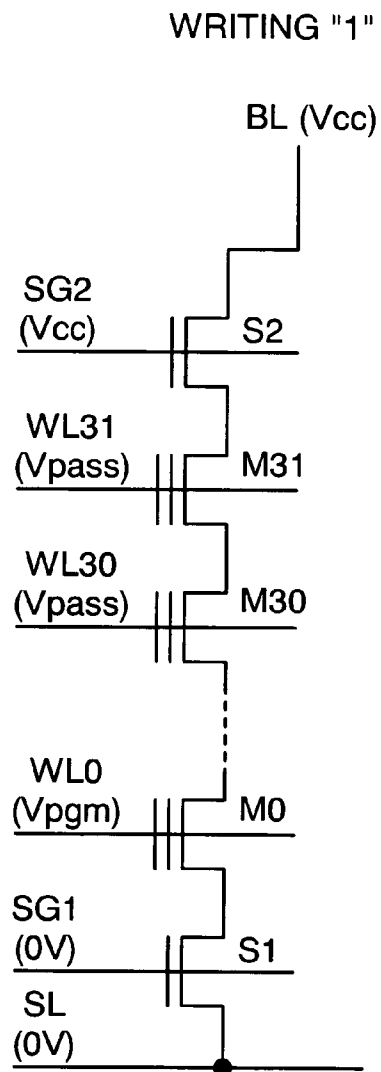 WRITING "1"
BL (Vcc)
SG2
(Vcc)
S2
WL31
(Vpass)
M31
WL30
(Vpass)
M30
WL0
(Vpgm)
M0
SG1
(0V)
S1
SL
(0V)